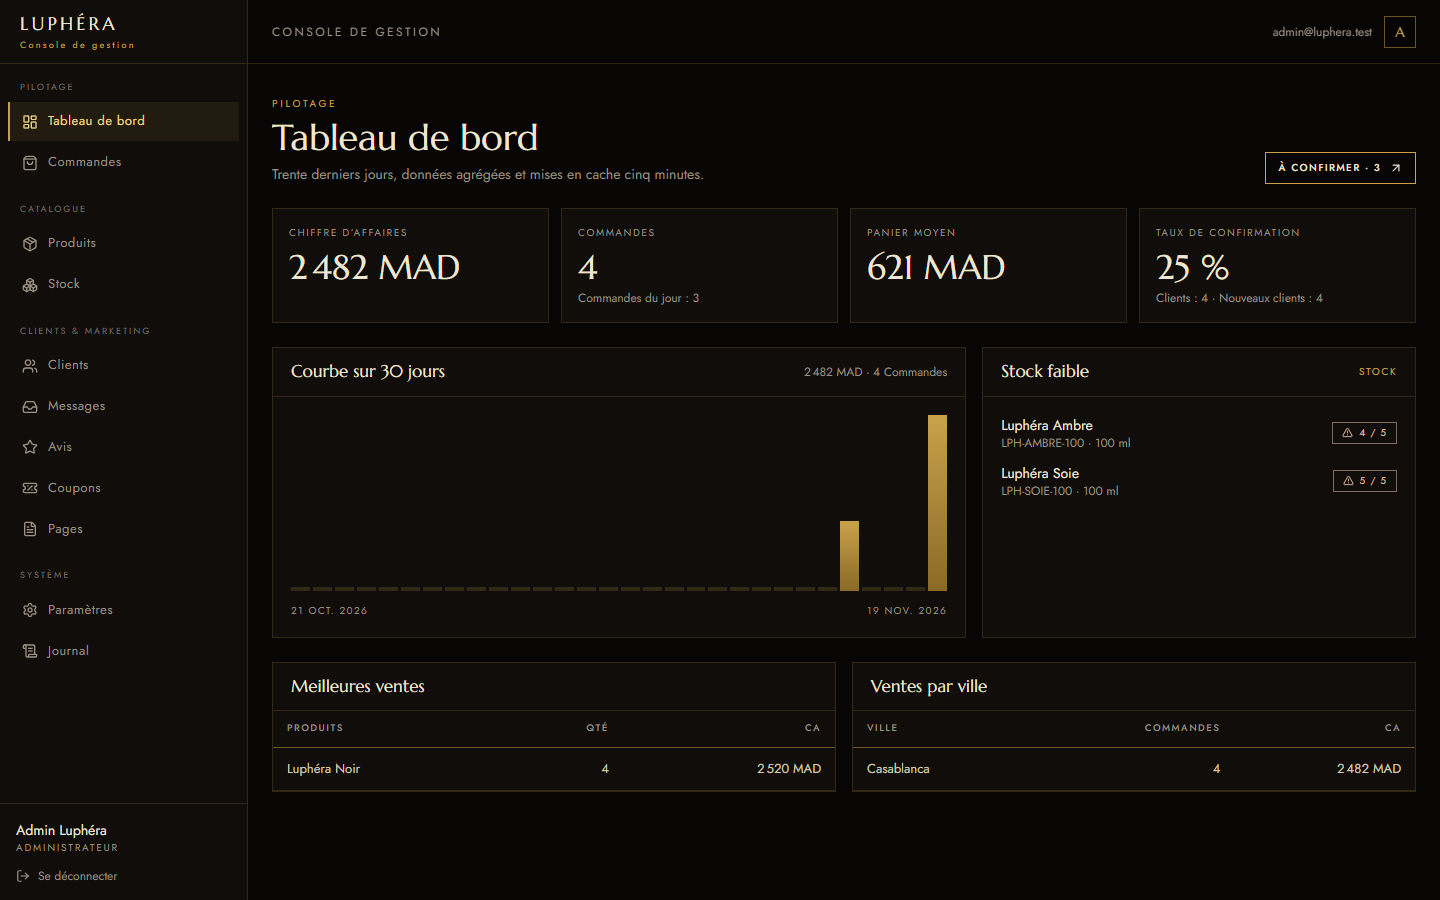 LUPHÉRA
Console de gestion
CONSOLE DE GESTION
admin@luphera.test
A
PILOTAGE
Tableau de bord
Commandes
CATALOGUE
Produits
Stock
CLIENTS & MARKETING
Clients
Messages
Avis
Coupons
Pages
SYSTÈME
Paramètres
Journal
Admin Luphéra
ADMINISTRATEUR
Se déconnecter
PILOTAGE
Tableau de bord
Trente derniers jours, données agrégées et mises en cache cinq minutes.
À CONFIRMER · 3
CHIFFRE D'AFFAIRES
2 482 MAD
COMMANDES
4
Commandes du jour : 3
PANIER MOYEN
621 MAD
TAUX DE CONFIRMATION
25 %
Clients : 4 · Nouveaux clients : 4
Courbe sur 30 jours
2 482 MAD · 4 Commandes
21 OCT. 2026
19 NOV. 2026
Stock faible
STOCK
Luphéra Ambre
LPH-AMBRE-100 · 100 ml
4 / 5
Luphéra Soie
LPH-SOIE-100 · 100 ml
5 / 5
Meilleures ventes
PRODUITS QTÉ CA
Luphéra Noir 4 2 520 MAD
Ventes par ville
VILLE COMMANDES CA
Casablanca 4 2 482 MAD